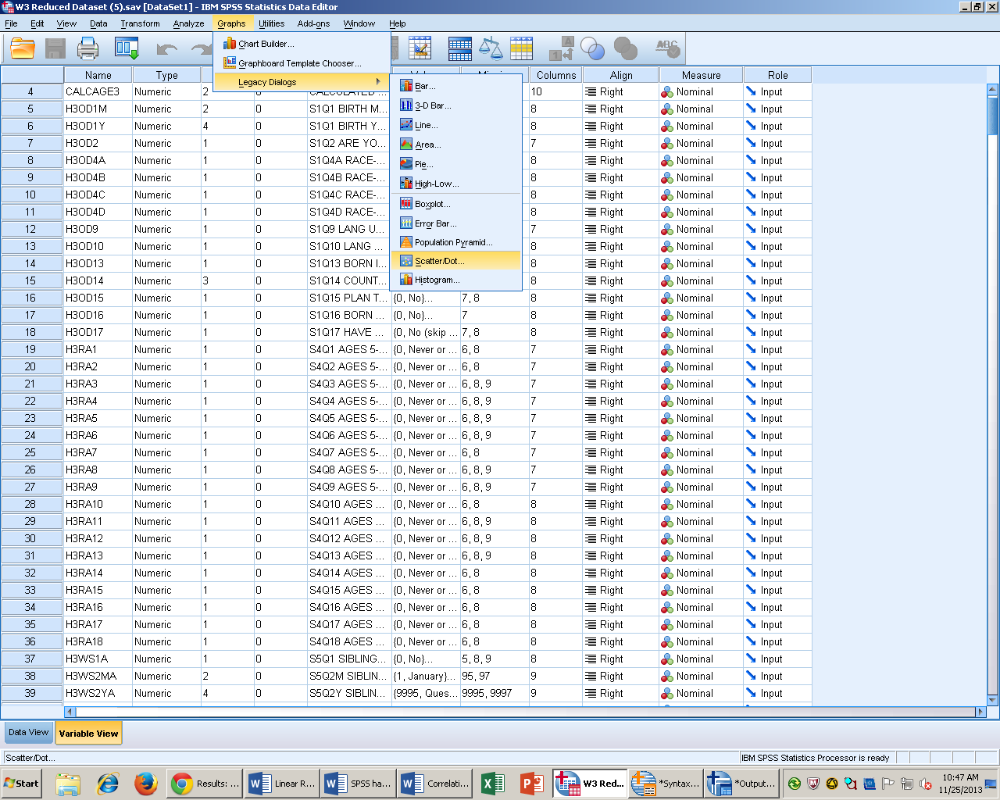 W3 Reduced Dataset (5).sav [DataSet1] - IBM SPSS Statistics Data Editor
File Edit View Data Transform Analyze Graphs Utilities Add-ons Window Help
Chart Builder...
Graphboard Template Chooser...
Legacy Dialogs
Bar...
3-D Bar...
Line...
Area...
Pie...
High-Low...
Boxplot...
Error Bar...
Population Pyramid...
Scatter/Dot...
Histogram...
Name Type Columns Align Measure Role
4 CALCAGE3 Numeric 2 0 CALCULATED ... 10 Right Nominal Input
5 H3OD1M Numeric 2 0 S1Q1 BIRTH M... 8 Right Nominal Input
6 H3OD1Y Numeric 4 0 S1Q1 BIRTH Y... 8 Right Nominal Input
7 H3OD2 Numeric 1 0 S1Q2 ARE YO... 7 Right Nominal Input
8 H3OD4A Numeric 1 0 S1Q4A RACE-... 8 Right Nominal Input
9 H3OD4B Numeric 1 0 S1Q4B RACE-... 8 Right Nominal Input
10 H3OD4C Numeric 1 0 S1Q4C RACE-... 8 Right Nominal Input
11 H3OD4D Numeric 1 0 S1Q4D RACE-... 8 Right Nominal Input
12 H3OD9 Numeric 1 0 S1Q9 LANG U... 7 Right Nominal Input
13 H3OD10 Numeric 1 0 S1Q10 LANG ... 8 Right Nominal Input
14 H3OD13 Numeric 1 0 S1Q13 BORN I... 8 Right Nominal Input
15 H3OD14 Numeric 3 0 S1Q14 COUNT... 8 Right Nominal Input
16 H3OD15 Numeric 1 0 S1Q15 PLAN T... {0, No}... 7, 8 8 Right Nominal Input
17 H3OD16 Numeric 1 0 S1Q16 BORN ... {0, No}... 7 8 Right Nominal Input
18 H3OD17 Numeric 1 0 S1Q17 HAVE ... {0, No (skip ... 7, 8 8 Right Nominal Input
19 H3RA1 Numeric 1 0 S4Q1 AGES 5-... {0, Never or ... 6, 8 7 Right Nominal Input
20 H3RA2 Numeric 1 0 S4Q2 AGES 5-... {0, Never or ... 6, 8 7 Right Nominal Input
21 H3RA3 Numeric 1 0 S4Q3 AGES 5-... {0, Never or ... 6, 8, 9 7 Right Nominal Input
22 H3RA4 Numeric 1 0 S4Q4 AGES 5-... {0, Never or ... 6, 8, 9 7 Right Nominal Input
23 H3RA5 Numeric 1 0 S4Q5 AGES 5-... {0, Never or ... 6, 8, 9 7 Right Nominal Input
24 H3RA6 Numeric 1 0 S4Q6 AGES 5-... {0, Never or ... 6, 8, 9 7 Right Nominal Input
25 H3RA7 Numeric 1 0 S4Q7 AGES 5-... {0, Never or ... 6, 8 7 Right Nominal Input
26 H3RA8 Numeric 1 0 S4Q8 AGES 5-... {0, Never or ... 6, 8, 9 7 Right Nominal Input
27 H3RA9 Numeric 1 0 S4Q9 AGES 5-... {0, Never or ... 6, 8, 9 7 Right Nominal Input
28 H3RA10 Numeric 1 0 S4Q10 AGES ... {0, Never or ... 6, 8 8 Right Nominal Input
29 H3RA11 Numeric 1 0 S4Q11 AGES ... {0, Never or ... 6, 8, 9 8 Right Nominal Input
30 H3RA12 Numeric 1 0 S4Q12 AGES ... {0, Never or ... 6, 8, 9 8 Right Nominal Input
31 H3RA13 Numeric 1 0 S4Q13 AGES ... {0, Never or ... 6, 8, 9 8 Right Nominal Input
32 H3RA14 Numeric 1 0 S4Q14 AGES ... {0, Never or ... 6, 8 8 Right Nominal Input
33 H3RA15 Numeric 1 0 S4Q15 AGES ... {0, Never or ... 6, 8 8 Right Nominal Input
34 H3RA16 Numeric 1 0 S4Q16 AGES ... {0, Never or ... 6, 8 8 Right Nominal Input
35 H3RA17 Numeric 1 0 S4Q17 AGES ... {0, Never or ... 6, 8 8 Right Nominal Input
36 H3RA18 Numeric 1 0 S4Q18 AGES ... {0, Never or ... 6, 8 8 Right Nominal Input
37 H3WS1A Numeric 1 0 S5Q1 SIBLING... {0, No}... 5, 8, 9 8 Right Nominal Input
38 H3WS2MA Numeric 2 0 S5Q2M SIBLIN... {1, January}... 95, 97 9 Right Nominal Input
39 H3WS2YA Numeric 4 0 S5Q2Y SIBLIN... {9995, Ques... 9995, 9997 9 Right Nominal Input
Data View Variable View
Scatter/Dot... IBM SPSS Statistics Processor is ready
Start Results: ... Linear R... SPSS ha... Correlati... W3 Red... *Syntax... *Output... 10:47 AM
11/25/2013